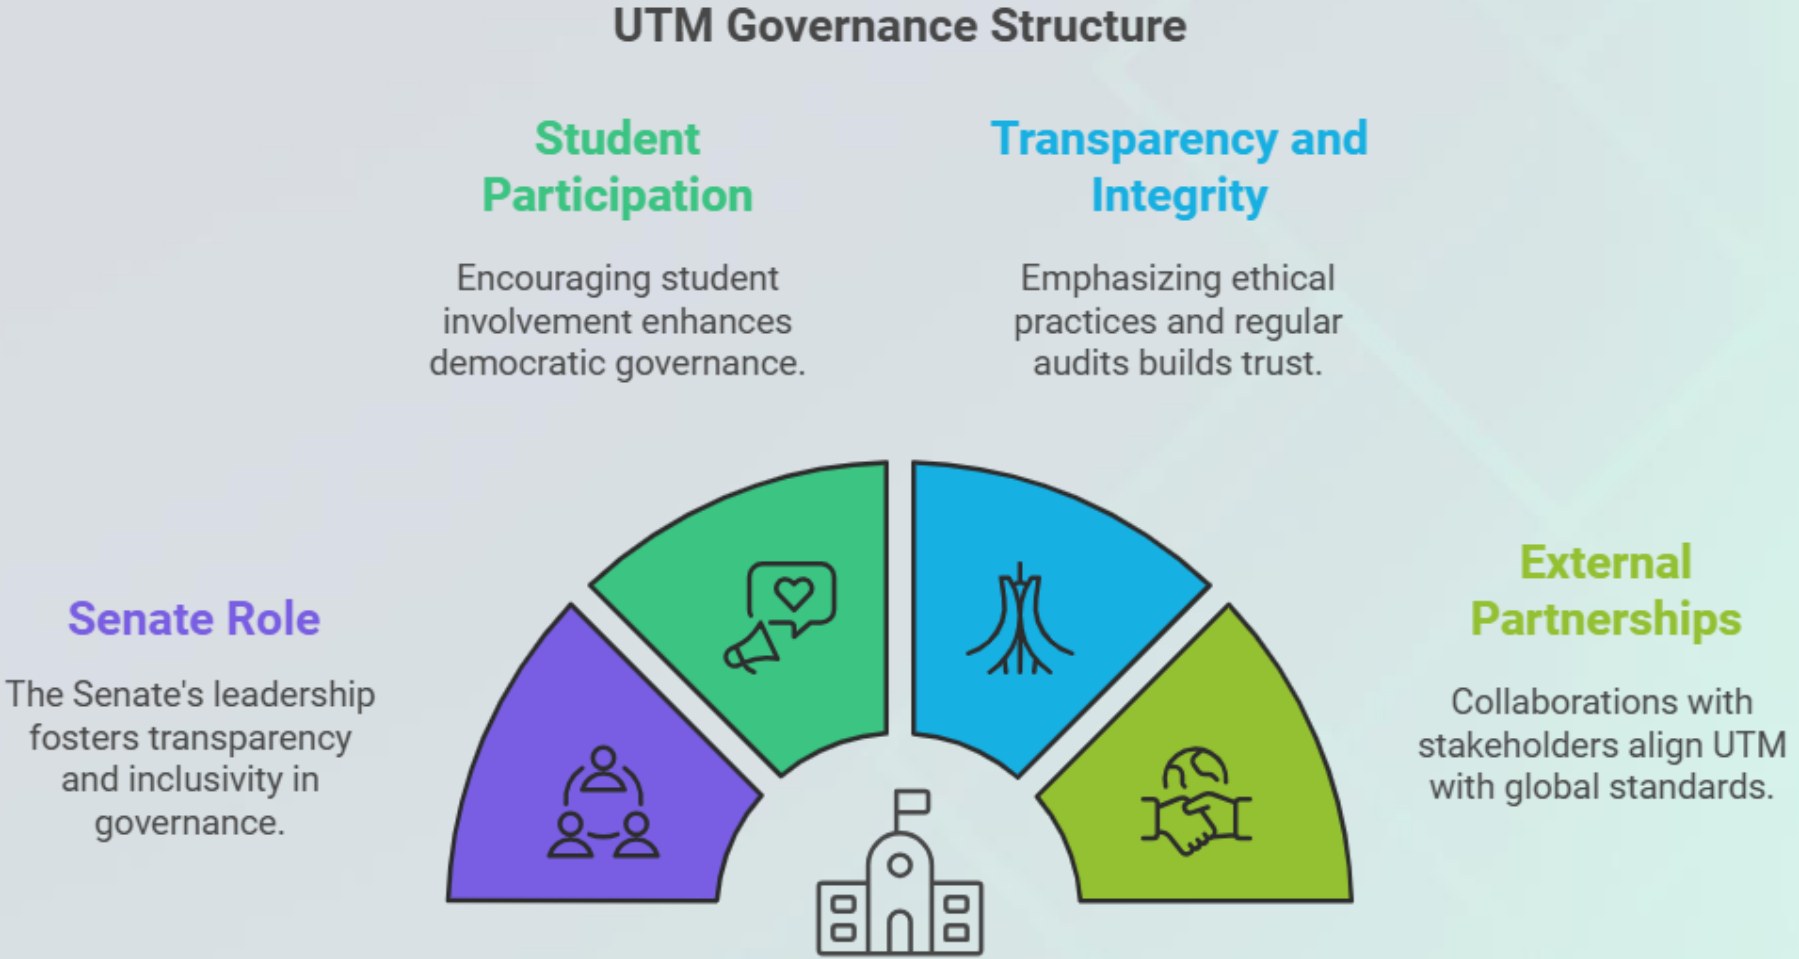 UTM Governance Structure
Student
Participation
Encouraging student
involvement enhances
democratic governance.
Transparency and
Integrity
Emphasizing ethical
practices and regular
audits builds trust.
Senate Role
The Senate's leadership
fosters transparency
and inclusivity in
governance.
External
Partnerships
Collaborations with
stakeholders align UTM
with global standards.